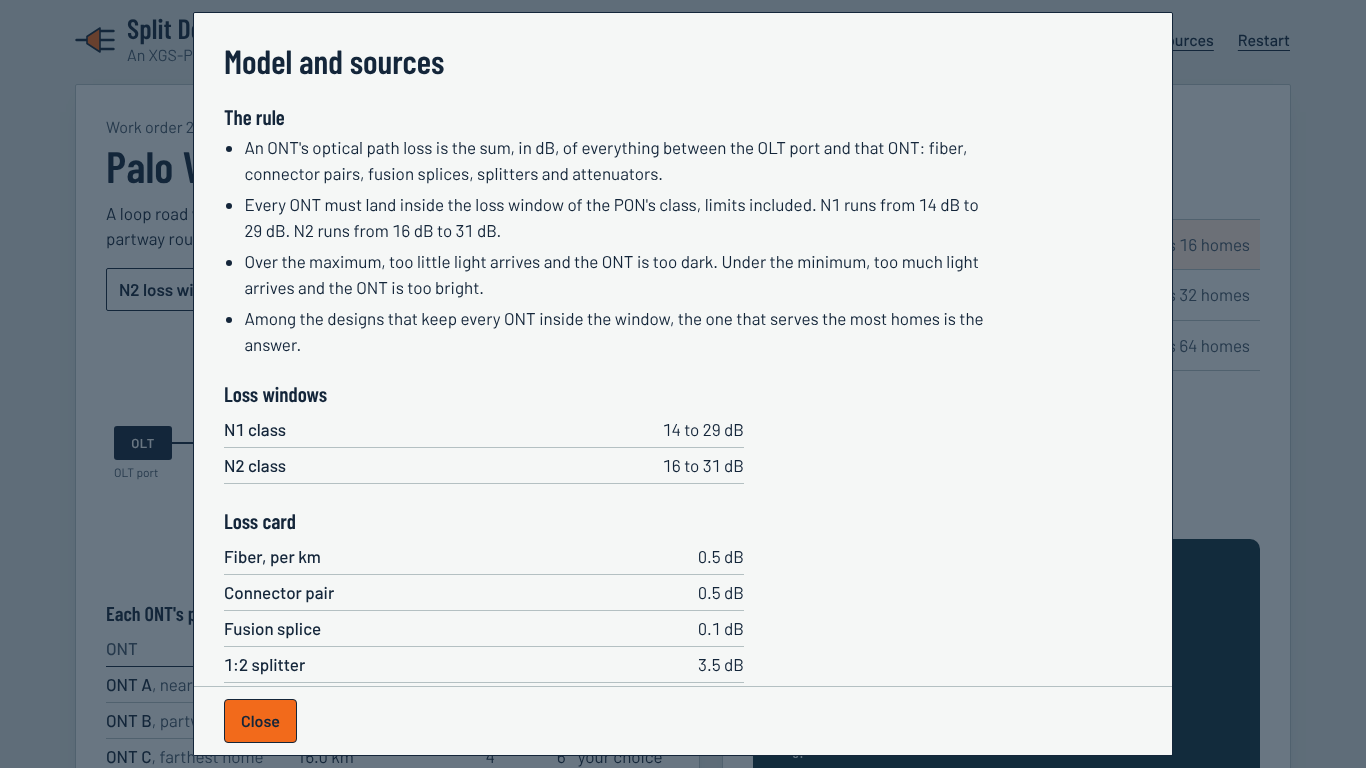 Split
An XGS-P
urces
Restart
Model and sources
The rule
An ONT's optical path loss is the sum, in dB, of everything between the OLT port and that ONT: fiber,
connector pairs, fusion splices, splitters and attenuators.
Every ONT must land inside the loss window of the PON's class, limits included. N1 runs from 14 dB to
29 dB. N2 runs from 16 dB to 31 dB.
Over the maximum, too little light arrives and the ONT is too dark. Under the minimum, too much light
arrives and the ONT is too bright.
Among the designs that keep every ONT inside the window, the one that serves the most homes is the
answer.
Loss windows
N1 class 14 to 29 dB
N2 class 16 to 31 dB
Loss card
Fiber, per km 0.5 dB
Connector pair 0.5 dB
Fusion splice 0.1 dB
1:2 splitter 3.5 dB
Close
Work order 2
Palo
A loop road
partway rou
N2 loss wi
16 homes
32 homes
64 homes
OLT
OLT port
Each ONT's p
ONT
ONT A, near
ONT B, part
ONT C, farthest home 16.0 km 4 6 your choice